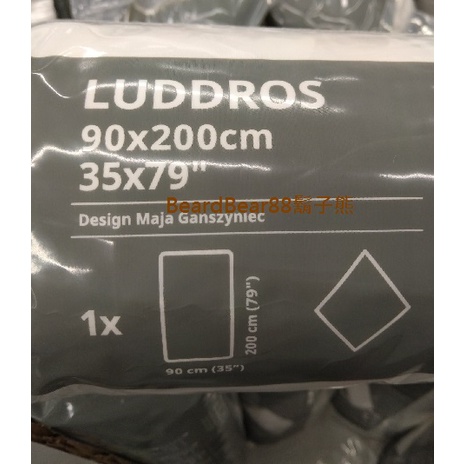 LUDDROS
90x200cm
35x79"
BeardBear88鬍子熊
Design Maja Ganszyniec
1x
200 cm (79")
90 cm (35")